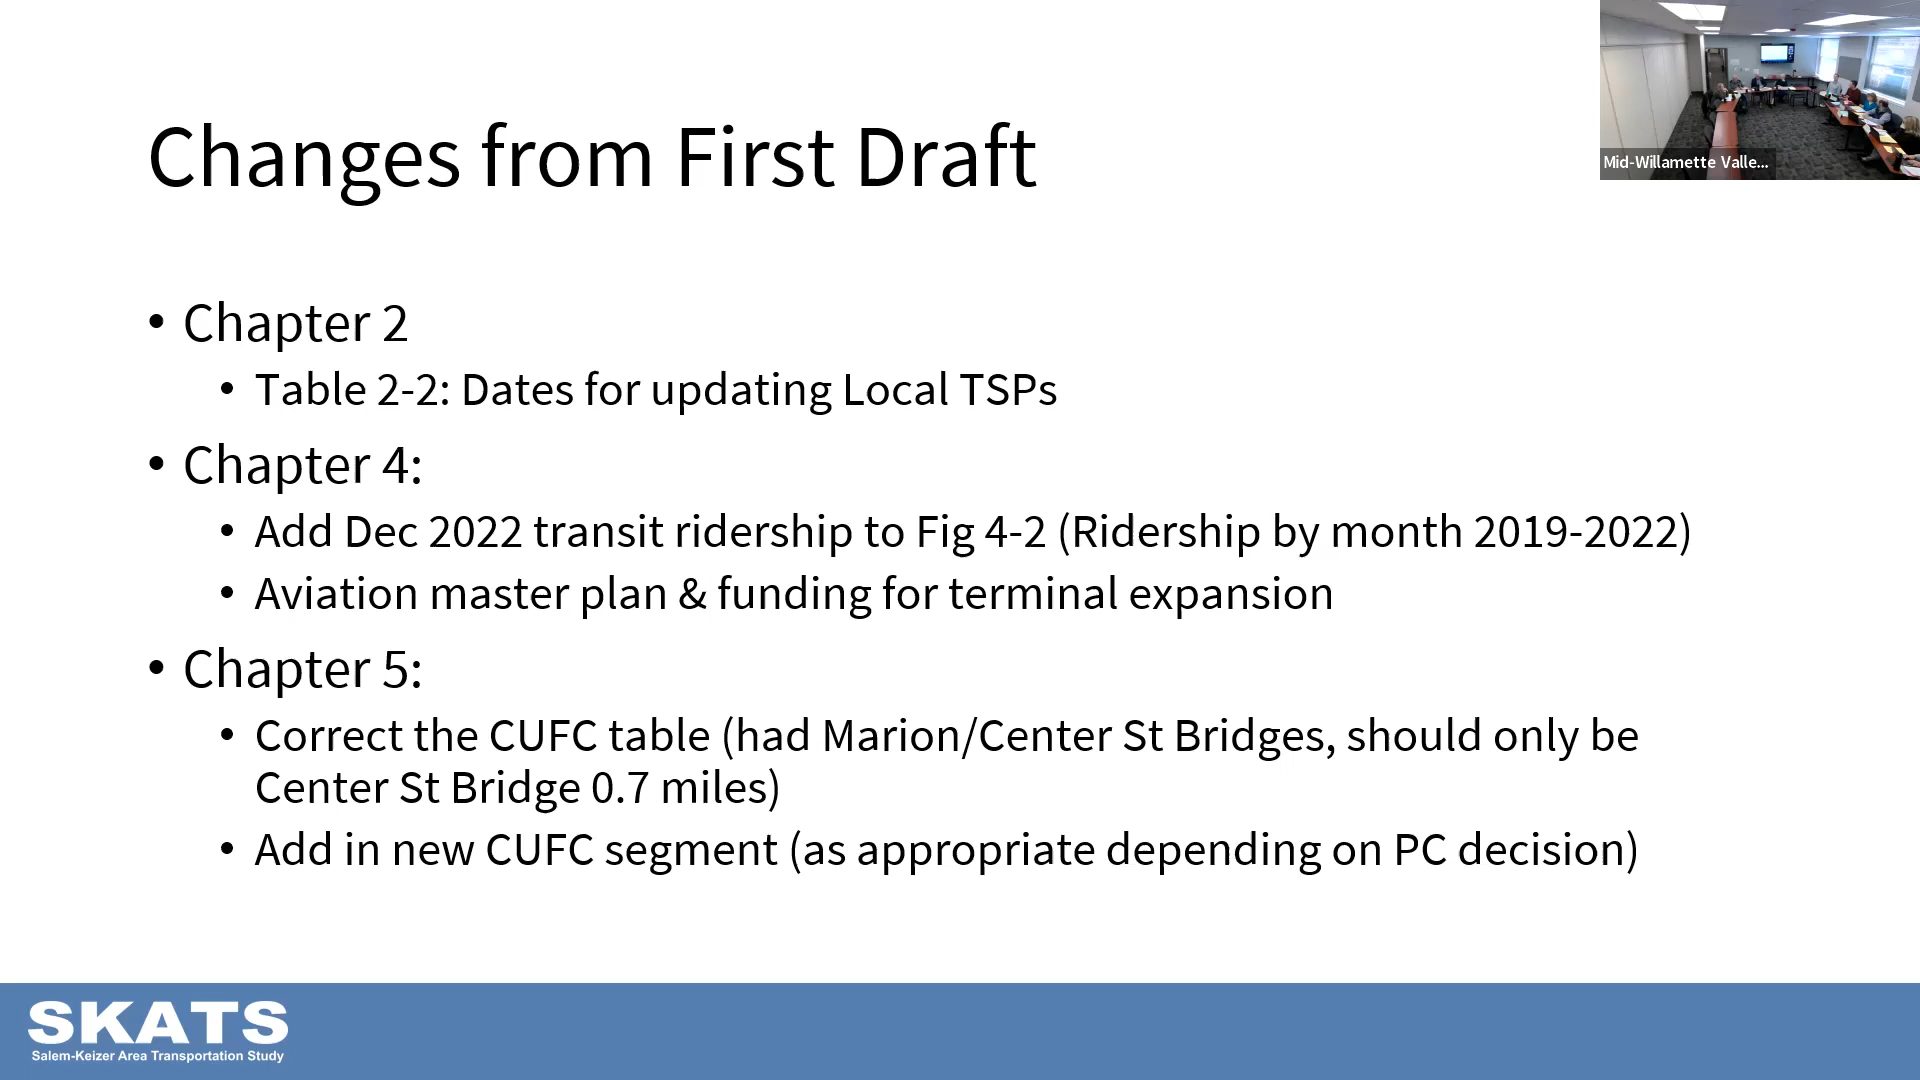 Changes from First Draft
Mid-Willamette Valle...
• Chapter 2
• Table 2-2: Dates for updating Local TSPs
• Chapter 4:
• Add Dec 2022 transit ridership to Fig 4-2 (Ridership by month 2019-2022)
• Aviation master plan & funding for terminal expansion
• Chapter 5:
• Correct the CUFC table (had Marion/Center St Bridges, should only be
Center St Bridge 0.7 miles)
• Add in new CUFC segment (as appropriate depending on PC decision)
SKATS
Salem-Keizer Area Transportation Study